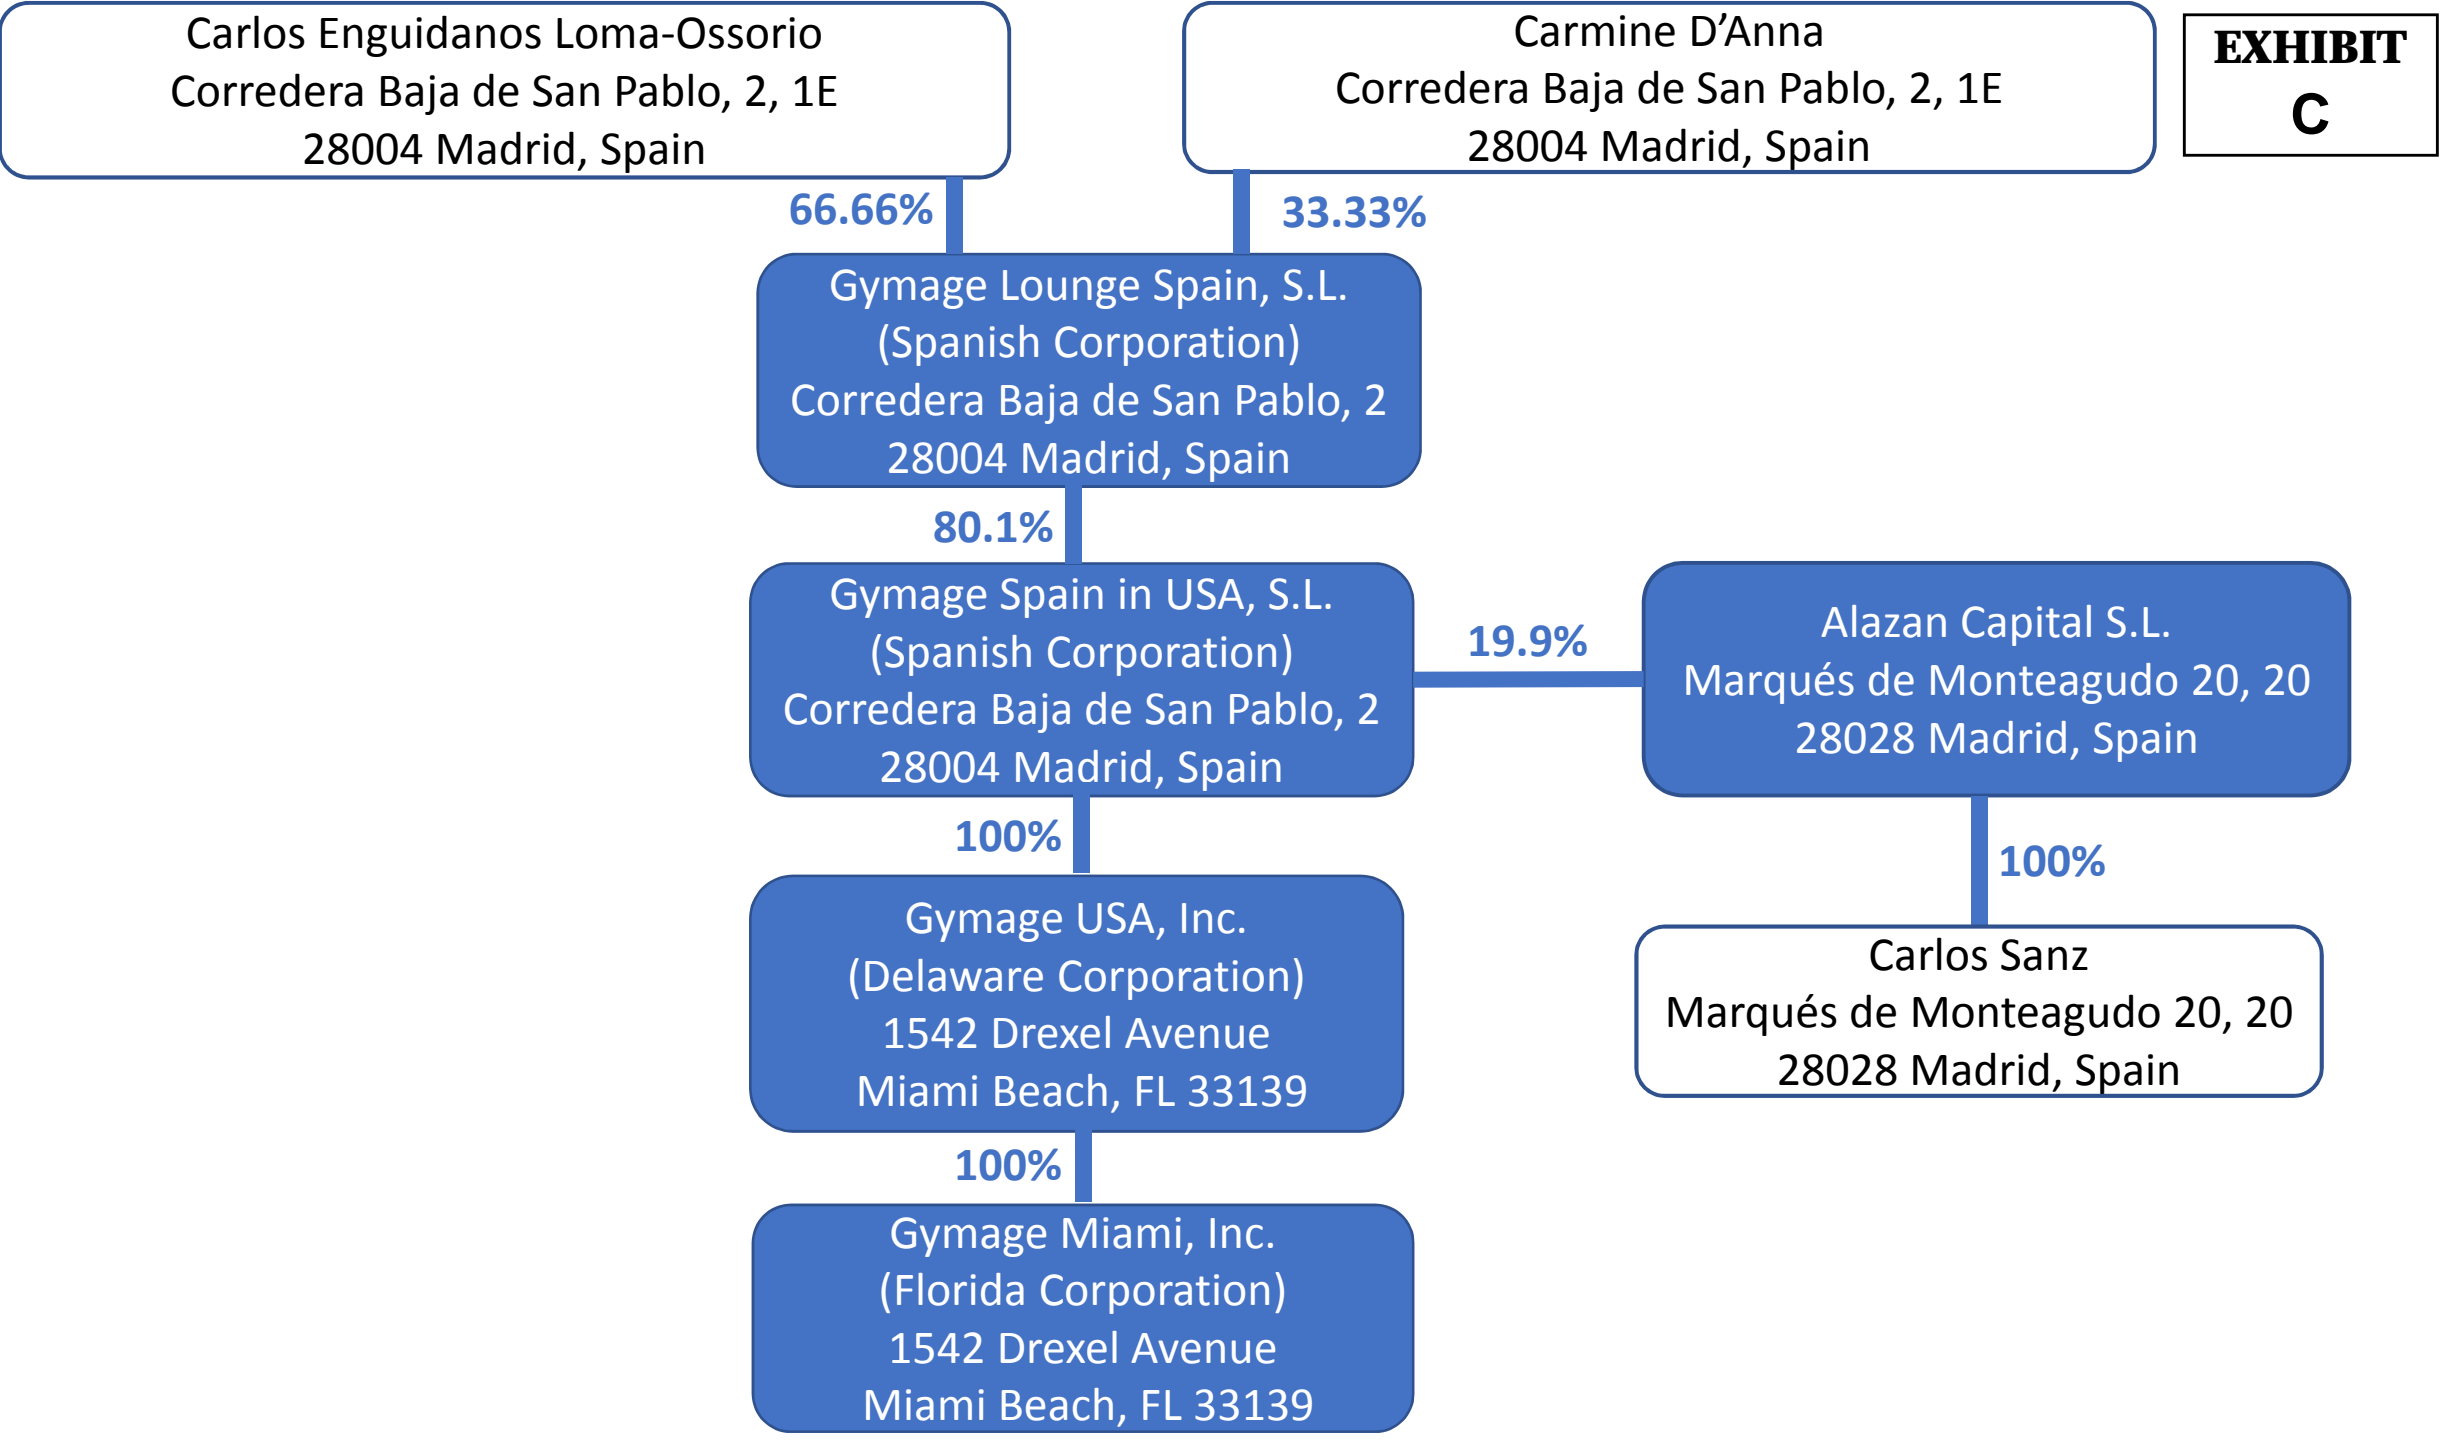 Carlos Enguidanos Loma-Ossorio
Corredera Baja de San Pablo, 2, 1E
28004 Madrid, Spain
Carmine D’Anna
Corredera Baja de San Pablo, 2, 1E
28004 Madrid, Spain
EXHIBIT
C
66.66%
33.33%
Gymage Lounge Spain, S.L.
(Spanish Corporation)
Corredera Baja de San Pablo, 2
28004 Madrid, Spain
80.1%
Gymage Spain in USA, S.L.
(Spanish Corporation)
Corredera Baja de San Pablo, 2
28004 Madrid, Spain
19.9%
Alazan Capital S.L.
Marqués de Monteagudo 20, 20
28028 Madrid, Spain
100%
100%
Gymage USA, Inc.
(Delaware Corporation)
1542 Drexel Avenue
Miami Beach, FL 33139
Carlos Sanz
Marqués de Monteagudo 20, 20
28028 Madrid, Spain
100%
Gymage Miami, Inc.
(Florida Corporation)
1542 Drexel Avenue
Miami Beach, FL 33139